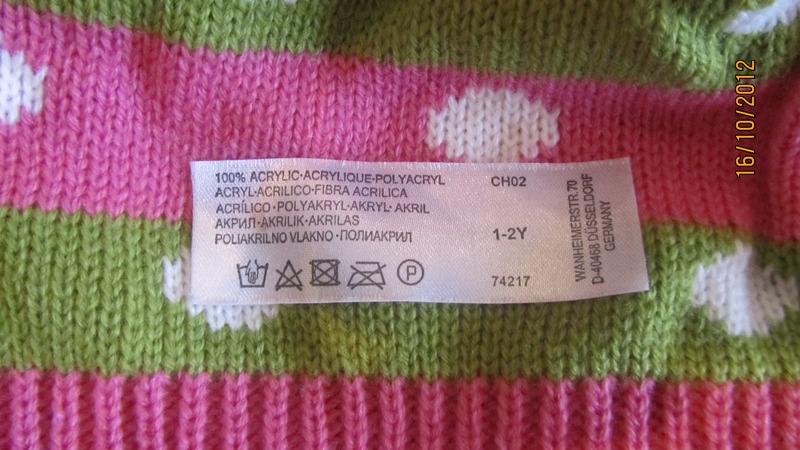 100% ACRYLIC·ACRYLIQUE·POLYACRYL
ACRYL·ACRILICO·FIBRA ACRILICA
ACRÍLICO·POLYAKRYL·AKRYL·AKRIL
АКРИЛ·AKRILIK·AKRILAS
POLIAKRILNO VLAKNO·ПОЛИАКРИЛ
P
CH02
1-2Y
74217
WANHEIMERSTR.70
D-40468 DÜSSELDORF
GERMANY
16/10/2012